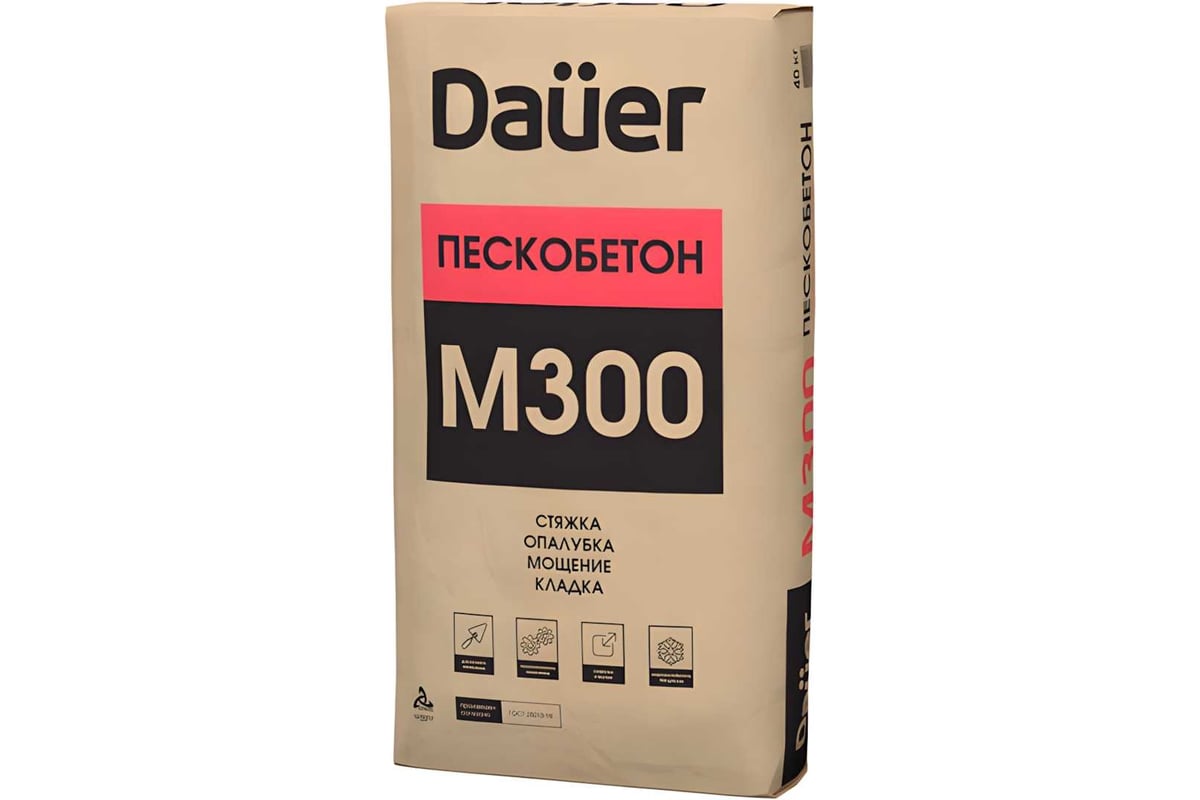 Daüer
ПЕСКОБЕТОН
М300
СТЯЖКА
ОПАЛУБКА
МОЩЕНИЕ
КЛАДКА
40 кг
ПЕСКОБЕТОН
М300
Daüer